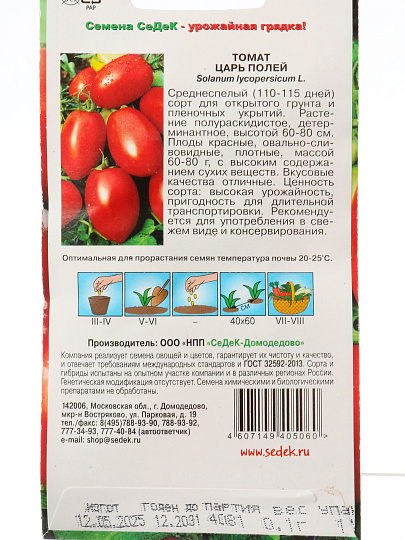 PAP
Семена СеДеК - урожайная грядка!
ТОМАТ
ЦАРЬ ПОЛЕЙ
Solanum lycopersicum L.
Среднеспелый (110-115 дней)
сорт для открытого грунта и
пленочных укрытий. Расте-
ние полураскидистое, детер-
минантное, высотой 60-80 см.
Плоды красные, овально-сли-
вовидные, плотные, массой
60-80 г, с высоким содержани-
ем сухих веществ. Вкусовые
качества отличные. Ценность
сорта: высокая урожайность,
пригодность для длительной
транспортировки. Рекоменду-
ется для употребления в све-
жем виде и консервирования.
Оптимальная для прорастания семян температура почвы 20-25°С.
СМ
III-IV V-VI – 40x60 VII-VIII
Производитель: ООО «НПП "СеДеК-Домодедово»
Компания реализует семена овощей и цветов, гарантирует их чистоту и качество,
и отвечает требованиям международных стандартов и ГОСТ 32592-2013. Сорта и
гибриды испытаны на опытном участке компании и в различных регионах России.
Генетическая модификация отсутствует. Семена химическими и биологическими
препаратами не обработаны.
142006, Московская обл., г. Домодедово,
мкр-н Востряково, ул. Парковая, д. 19
тел./факс: 8(495)788-93-90, 788-93-92,
777-34-93, 777-40-84 (автоответчик)
e-mail: shop@sedek.ru
4 607149 405060 >
www.sedek.ru
ИЗГОТ ГОДЕН ДО ПАРТИЯ ВЕС УПАК
12.05.2025 12.2031 4081 0.1г